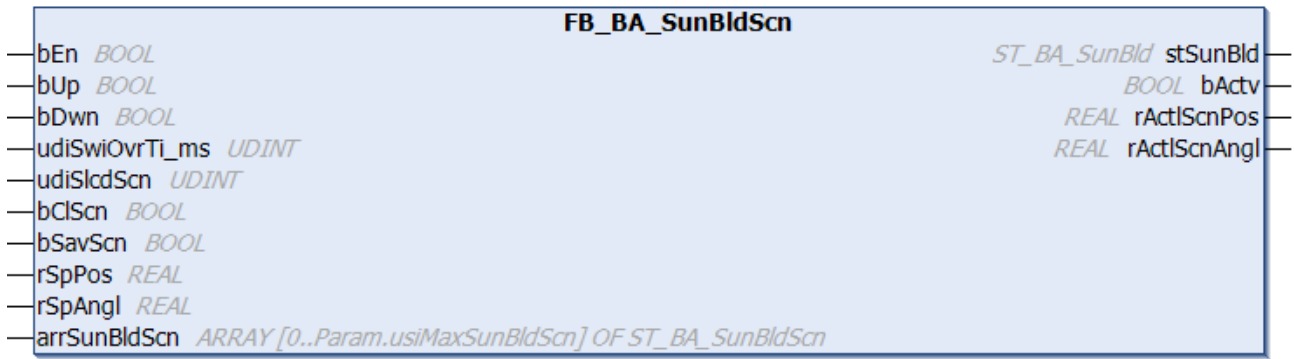 FB_BA_SunBldScn
bEn BOOL ST_BA_SunBld stSunBld
bUp BOOL BOOL bActv
bDwn BOOL REAL rActlScnPos
udiSwiOvrTi_ms UDINT REAL rActlScnAngl
udiSlcdScn UDINT
bClScn BOOL
bSavScn BOOL
rSpPos REAL
rSpAngl REAL
arrSunBldScn ARRAY [0..Param.usiMaxSunBldScn] OF ST_BA_SunBldScn